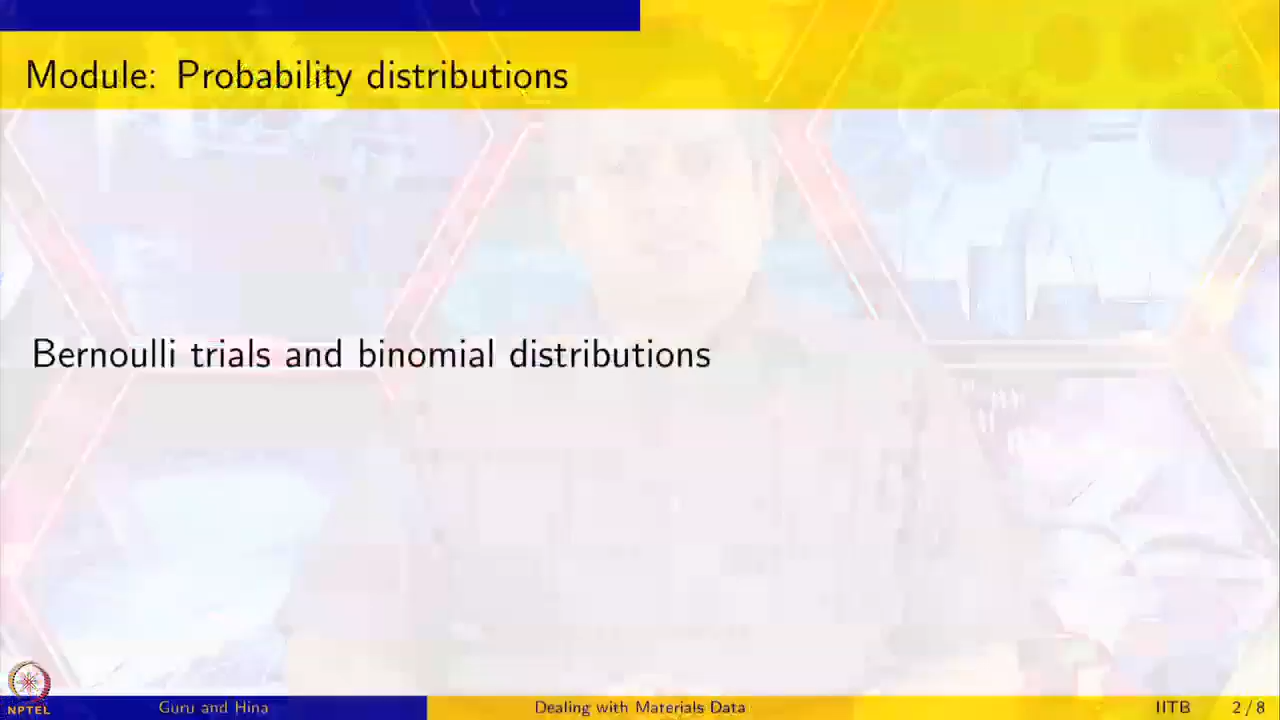 Module: Probability distributions
Bernoulli trials and binomial distributions
NPTEL
Guru and Hina
Dealing with Materials Data
IITB
2 / 8